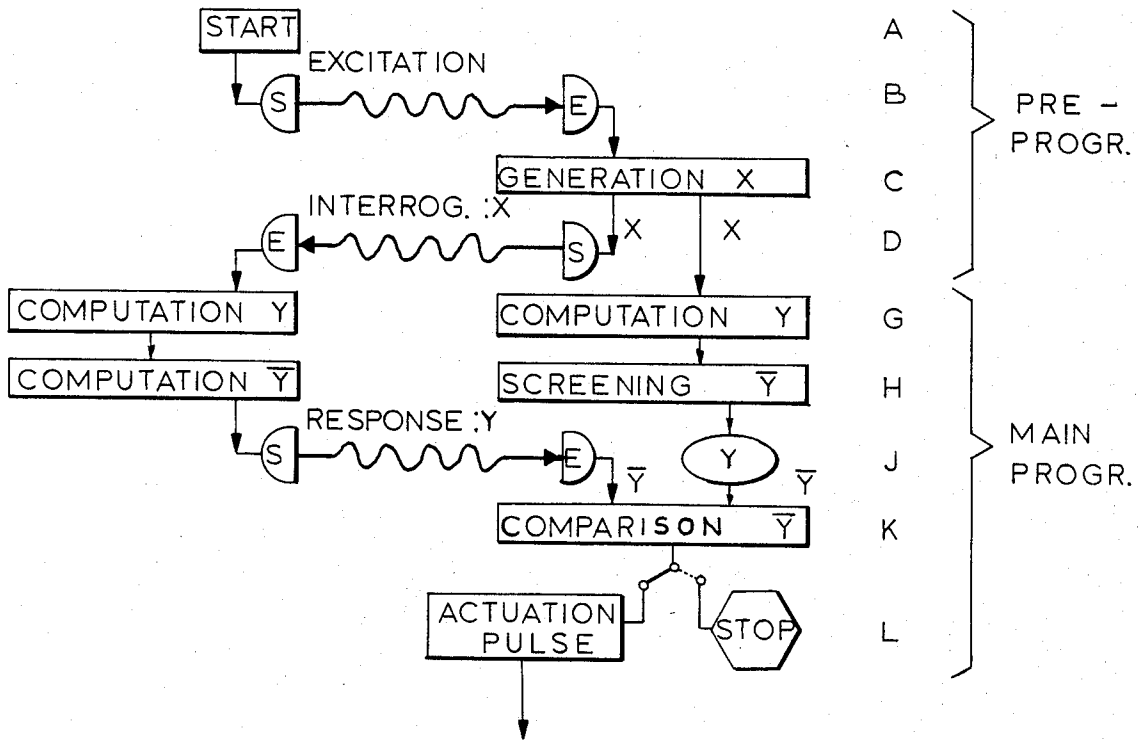 START
A
EXCITATION
S
E
B
PRE -
PROGR.
GENERATION X
C
INTERROG. :X
E
S
X
X
D
COMPUTATION Y
COMPUTATION Y
G
COMPUTATION Y̅
SCREENING Y̅
H
RESPONSE :Y
S
E
Y̅
Y
Y̅
J
MAIN
PROGR.
COMPARISON Y̅
K
ACTUATION
PULSE
STOP
L